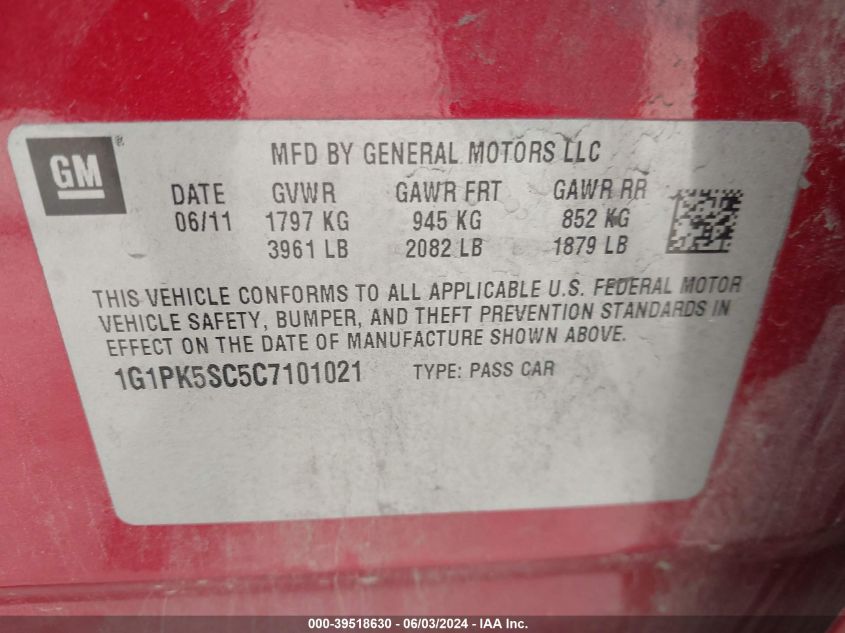 GM®
MFD BY GENERAL MOTORS LLC
DATE GVWR GAWR FRT GAWR RR
06/11 1797 KG 945 KG 852 KG
3961 LB 2082 LB 1879 LB
THIS VEHICLE CONFORMS TO ALL APPLICABLE U.S. FEDERAL MOTOR
VEHICLE SAFETY, BUMPER, AND THEFT PREVENTION STANDARDS IN
EFFECT ON THE DATE OF MANUFACTURE SHOWN ABOVE.
1G1PK5SC5C7101021 TYPE: PASS CAR
000-39518630 - 06/03/2024 - IAA Inc.